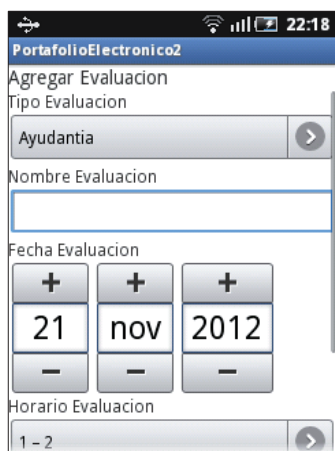 22:18
PortafolioElectronico2
Agregar Evaluacion
Tipo Evaluacion
Ayudantia
Nombre Evaluacion
Fecha Evaluacion
+ + +
21 nov 2012
− − −
Horario Evaluacion
1 – 2